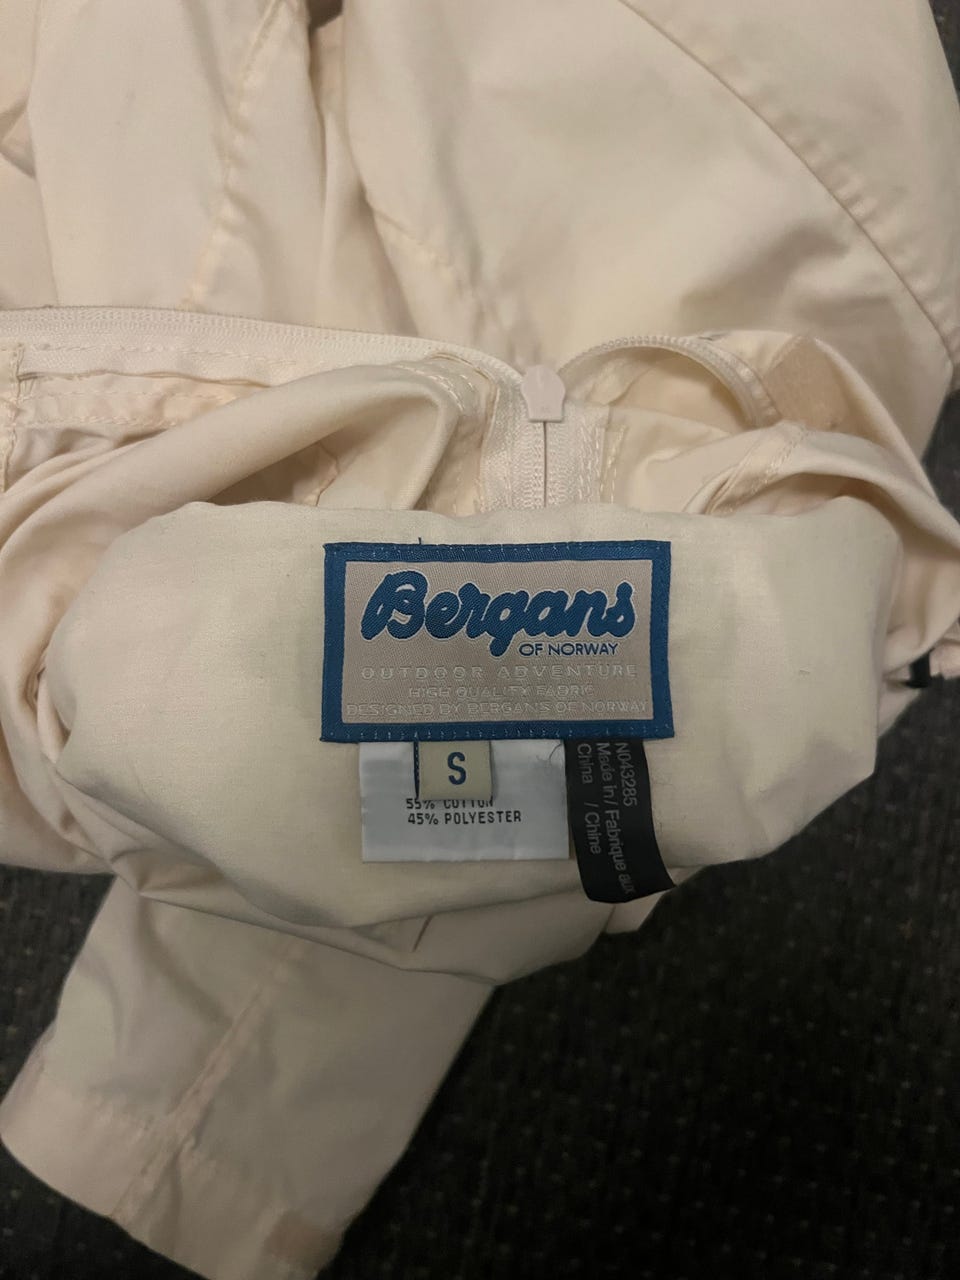 Bergans
OF NORWAY
OUTDOOR ADVENTURE
HIGH QUALITY FABRIC
DESIGNED BY BERGANS OF NORWAY
S
55% COTTON
45% POLYESTER
N043285
Made in / Fabriqué aux
China / Chine